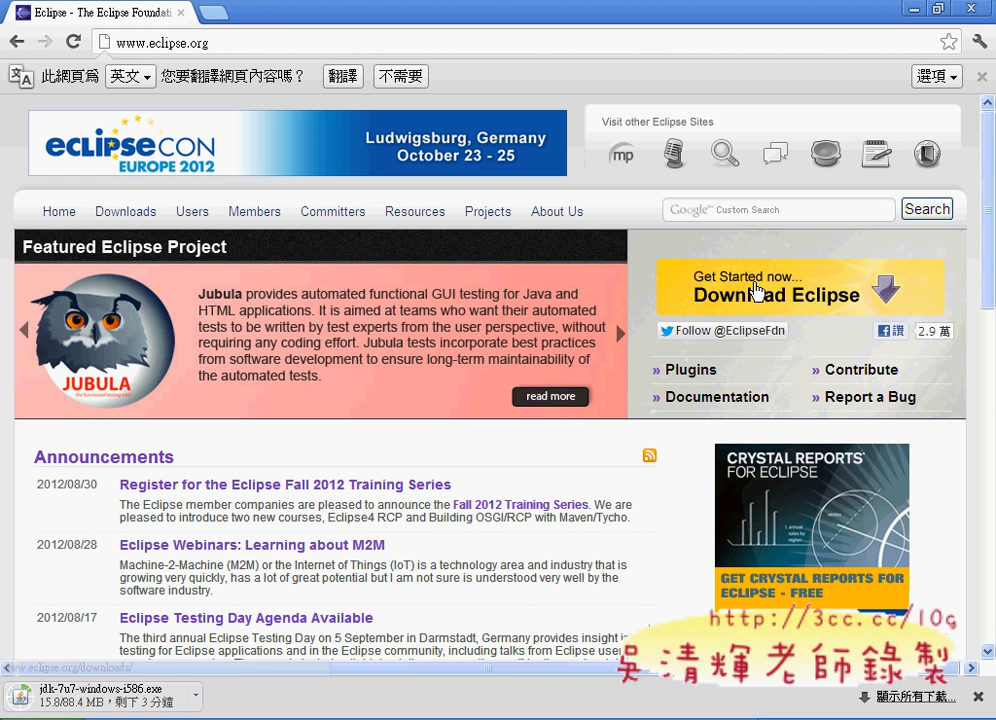 Eclipse - The Eclipse Foundati
www.eclipse.org
此網頁為 英文 您要翻譯網頁內容嗎？ 翻譯 不需要 選項
eclipseCON
EUROPE 2012
Ludwigsburg, Germany
October 23 - 25
Visit other Eclipse Sites
mp
Home Downloads Users Members Committers Resources Projects About Us
Google™ Custom Search Search
Featured Eclipse Project
Jubula provides automated functional GUI testing for Java and
HTML applications. It is aimed at teams who want their automated
tests to be written by test experts from the user perspective, without
requiring any coding effort. Jubula tests incorporate best practices
from software development to ensure long-term maintainability of
the automated tests.
JUBULA
read more
Get Started now...
Download Eclipse
Follow @EclipseFdn 讚 2.9 萬
» Plugins » Contribute
» Documentation » Report a Bug
Announcements
2012/08/30 Register for the Eclipse Fall 2012 Training Series
The Eclipse member companies are pleased to announce the Fall 2012 Training Series. We are
pleased to introduce two new courses, Eclipse4 RCP and Building OSGI/RCP with Maven/Tycho.
2012/08/28 Eclipse Webinars: Learning about M2M
Machine-2-Machine (M2M) or the Internet of Things (IoT) is a technology area and industry that is
growing very quickly, has a lot of great potential but I am not sure is understood very well by the
software industry.
2012/08/17 Eclipse Testing Day Agenda Available
The third annual Eclipse Testing Day on 5 September in Darmstadt, Germany provides insight i
testing for Eclipse applications and in the Eclipse community, including talks from Eclipse use
CRYSTAL REPORTS®
FOR ECLIPSE
GET CRYSTAL REPORTS FOR
ECLIPSE - FREE
http://3cc.cc/10g
吳清輝老師錄製
www.eclipse.org/downloads/
jdk-7u7-windows-i586.exe
15.8/88.4 MB，剩下 3 分鐘
顯示所有下載...